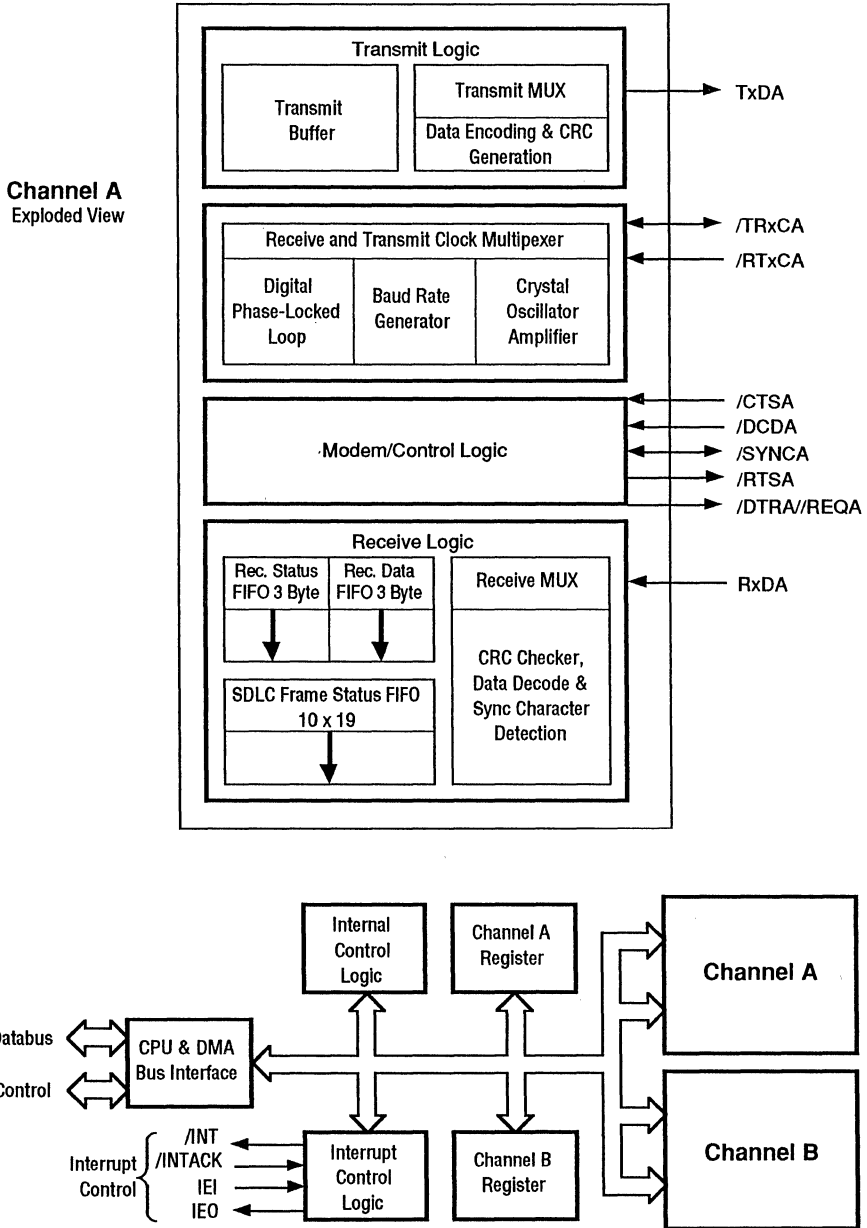 Transmit Logic
Transmit
Buffer
Transmit MUX
Data Encoding & CRC
Generation
TxDA
Channel A
Exploded View
Receive and Transmit Clock Multipexer
Digital
Phase-Locked
Loop
Baud Rate
Generator
Crystal
Oscillator
Amplifier
/TRxCA
/RTxCA
Modem/Control Logic
/CTSA
/DCDA
/SYNCA
/RTSA
/DTRA//REQA
Receive Logic
Rec. Status
FIFO 3 Byte
Rec. Data
FIFO 3 Byte
Receive MUX
CRC Checker,
Data Decode &
Sync Character
Detection
SDLC Frame Status FIFO
10 x 19
RxDA
Internal
Control
Logic
Channel A
Register
Channel A
Databus
Control
CPU & DMA
Bus Interface
Interrupt
Control
/INT
/INTACK
IEI
IEO
Interrupt
Control
Logic
Channel B
Register
Channel B